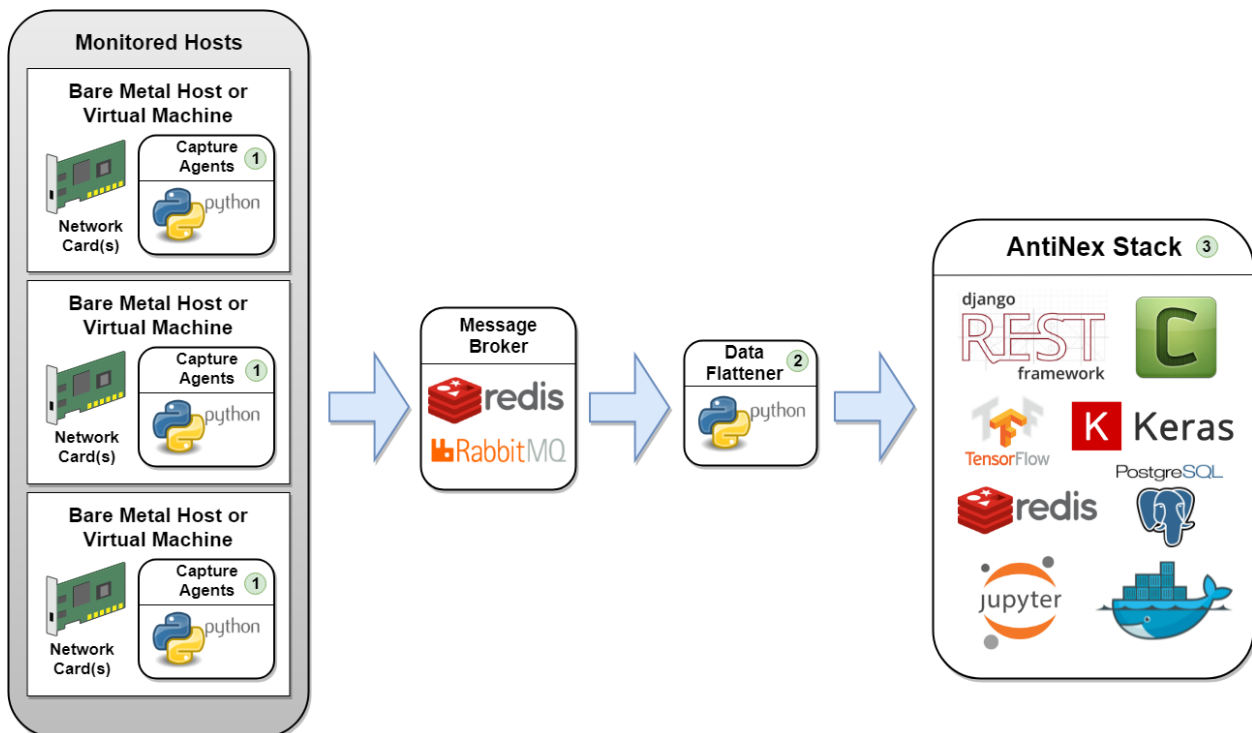 Monitored Hosts
Bare Metal Host or
Virtual Machine
Capture
Agents
1
python
Network
Card(s)
Bare Metal Host or
Virtual Machine
Capture
Agents
1
python
Network
Card(s)
Bare Metal Host or
Virtual Machine
Capture
Agents
1
python
Network
Card(s)
Message
Broker
redis
RabbitMQ
Data
Flattener
2
python
AntiNex Stack
3
django
REST
framework
C
TensorFlow
K Keras
PostgreSQL
redis
jupyter